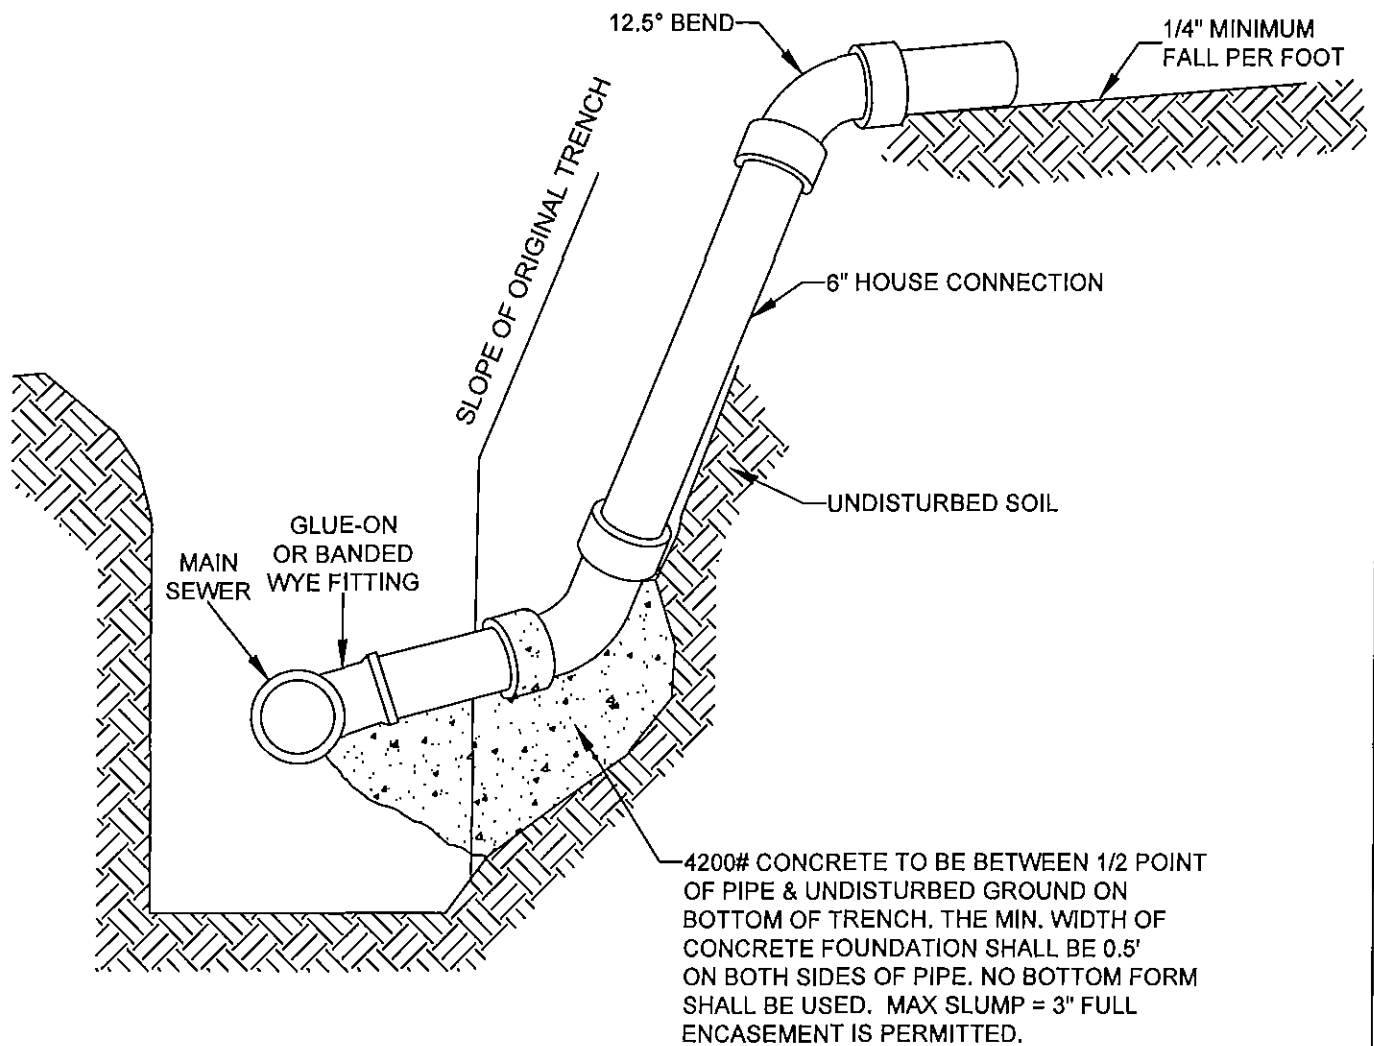 12.5° BEND
1/4" MINIMUM
FALL PER FOOT
SLOPE OF ORIGINAL TRENCH
6" HOUSE CONNECTION
UNDISTURBED SOIL
GLUE-ON
OR BANDED
WYE FITTING
MAIN
SEWER
4200# CONCRETE TO BE BETWEEN 1/2 POINT
OF PIPE & UNDISTURBED GROUND ON
BOTTOM OF TRENCH. THE MIN. WIDTH OF
CONCRETE FOUNDATION SHALL BE 0.5'
ON BOTH SIDES OF PIPE. NO BOTTOM FORM
SHALL BE USED. MAX SLUMP = 3" FULL
ENCASEMENT IS PERMITTED.